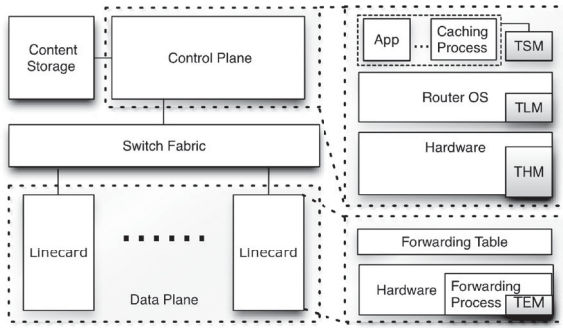 Content
Storage
Control Plane
Switch Fabric
Linecard
......
Linecard
Data Plane
App
...
Caching
Process
TSM
Router OS
TLM
Hardware
THM
Forwarding Table
Hardware
Forwarding
Process
TEM